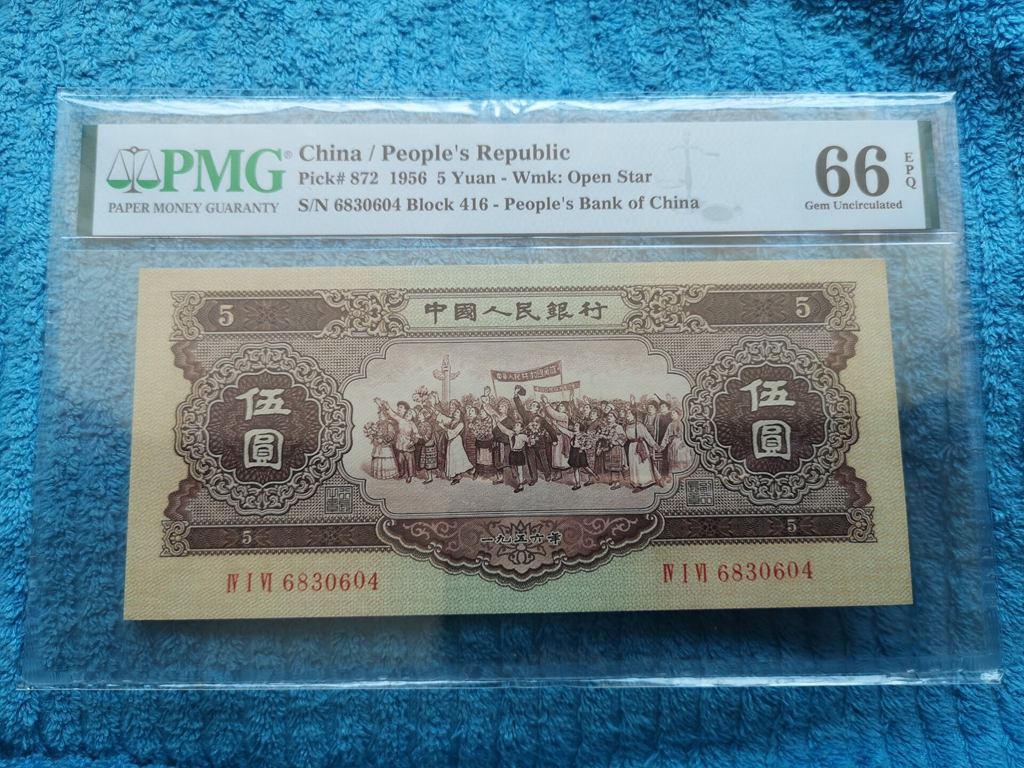 PMG®
PAPER MONEY GUARANTY
China / People's Republic
Pick# 872 1956 5 Yuan - Wmk: Open Star
S/N 6830604 Block 416 - People's Bank of China
66
EPQ
Gem Uncirculated
5
中國人民銀行
5
伍圓
伍圓
5
一九五六年
5
Ⅳ Ⅰ Ⅵ 6830604
Ⅳ Ⅰ Ⅵ 6830604